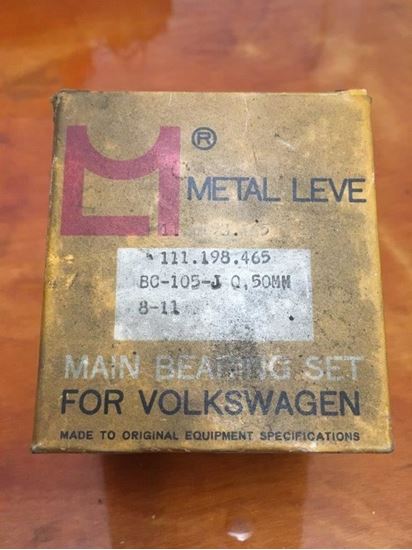 ®
METAL LEVE
111.198.465
BC-105-J 0,50MM
8-11
MAIN BEARING SET
FOR VOLKSWAGEN
MADE TO ORIGINAL EQUIPMENT SPECIFICATIONS